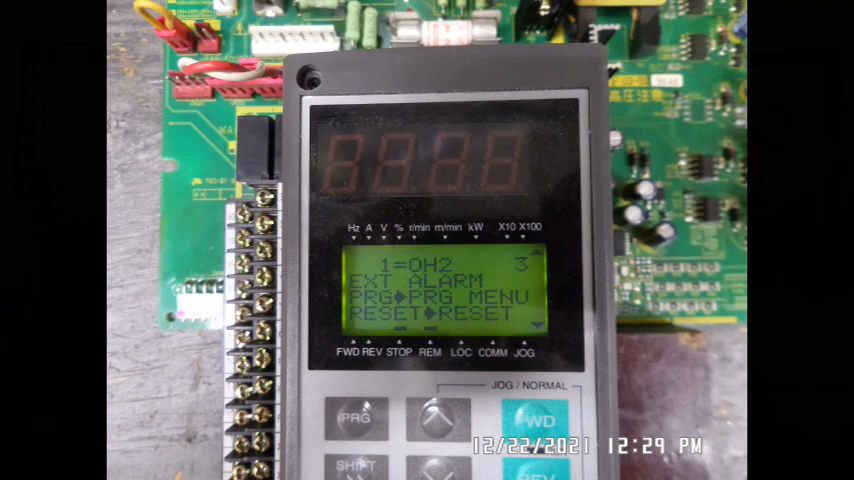 Hz A V % r/min m/min kW X10 X100
1=OH2 3
EXT ALARM
PRG▶PRG MENU
RESET▶RESET
FWD REV STOP REM LOC COMM JOG
JOG / NORMAL
PRG
FWD
SHIFT
REV
12/22/2021 12:29 PM